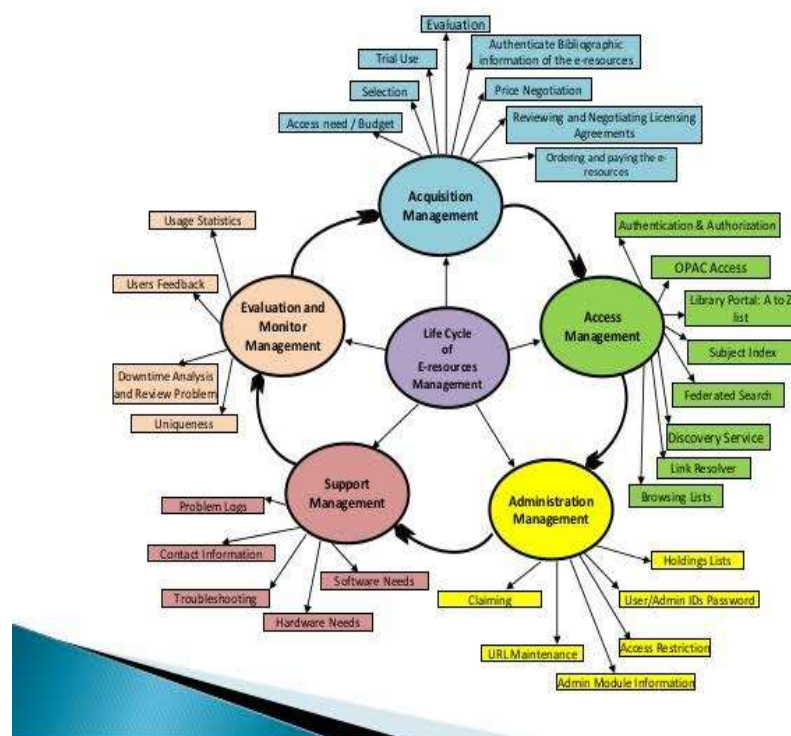 Evaluation
Trial Use
Authenticate Bibliographic
information of the e-resources
Selection
Price Negotiation
Access need / Budget
Reviewing and Negotiating Licensing
Agreements
Ordering and paying the e-
resources
Acquisition
Management
Usage Statistics
Users Feedback
Evaluation and
Monitor
Management
Downtime Analysis
and Review Problem
Uniqueness
Life Cycle
of
E-resources
Management
Access
Management
Authentication & Authorization
OPAC Access
Library Portal: A to Z
list
Subject Index
Federated Search
Discovery Service
Link Resolver
Browsing Lists
Support
Management
Problem Logs
Contact Information
Troubleshooting
Software Needs
Hardware Needs
Administration
Management
Holdings Lists
Claiming
User/Admin IDs Password
URL Maintenance
Access Restriction
Admin Module Information